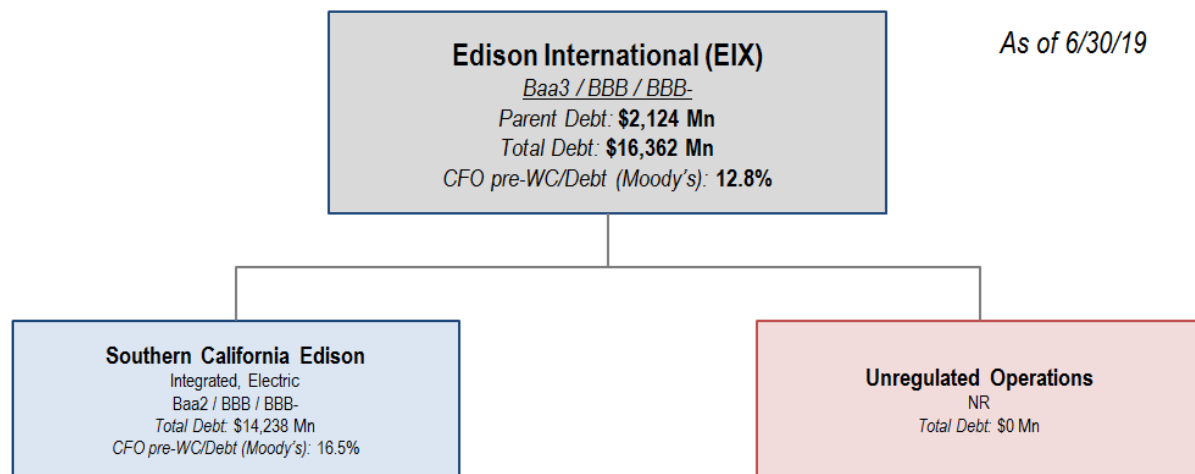 Edison International (EIX)
Baa3 / BBB / BBB-
Parent Debt: $2,124 Mn
Total Debt: $16,362 Mn
CFO pre-WC/Debt (Moody's): 12.8%
As of 6/30/19
Southern California Edison
Integrated, Electric
Baa2 / BBB / BBB-
Total Debt: $14,238 Mn
CFO pre-WC/Debt (Moody's): 16.5%
Unregulated Operations
NR
Total Debt: $0 Mn